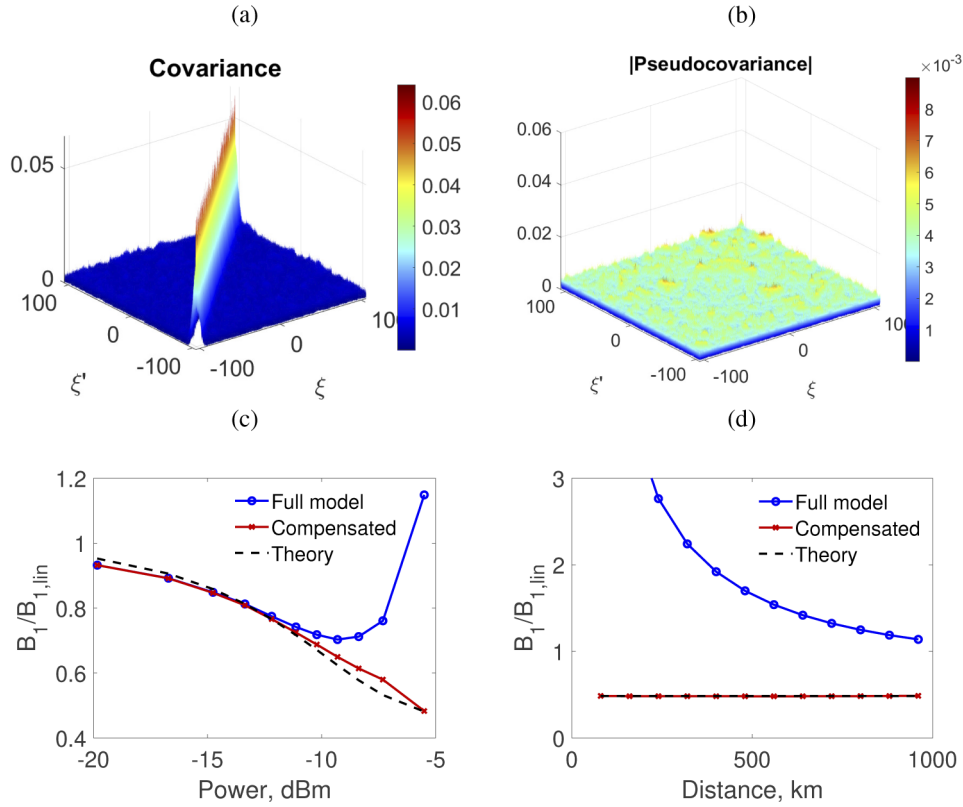 (a)
Covariance
0.05
0
100
0
-100
ξ'
-100
0
10
ξ
0.06
0.05
0.04
0.03
0.02
0.01
(b)
|Pseudocovariance|
×10-3
0.06
0.04
0.02
0
100
0
-100
ξ'
-100
0
100
ξ
8
7
6
5
4
3
2
1
(c)
B1/B1,lin
1.2
1
0.8
0.6
0.4
-20
-15
-10
-5
Power, dBm
Full model
Compensated
Theory
(d)
B1/B1,lin
3
2
1
0
0
500
1000
Distance, km
Full model
Compensated
Theory